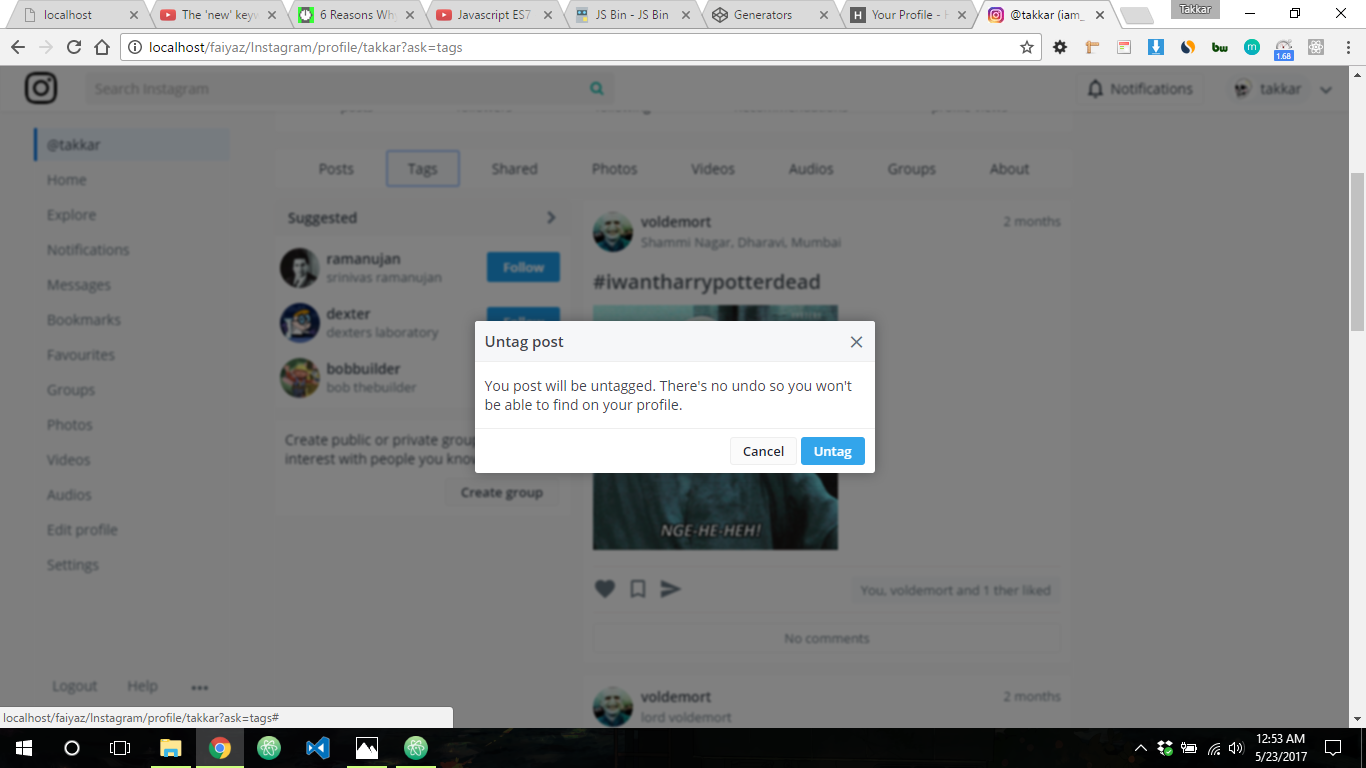 localhost
The 'new' keyw
6 Reasons Why
Javascript ES7
JS Bin - JS Bin
Generators
Your Profile - H
@takkar (iam_
Takkar
localhost/faiyaz/Instagram/profile/takkar?ask=tags
bw
m
1.68
Search Instagram
Notifications
takkar
@takkar
Home
Explore
Notifications
Messages
Bookmarks
Favourites
Groups
Photos
Videos
Audios
Edit profile
Settings
Logout Help
Posts Tags Shared Photos Videos Audios Groups About
Suggested
ramanujan
srinivas ramanujan
Follow
dexter
dexters laboratory
bobbuilder
bob thebuilder
Create public or private group
interest with people you know
Create group
voldemort
2 months
Shammi Nagar, Dharavi, Mumbai
#iwantharrypotterdead
Untag post
You post will be untagged. There's no undo so you won't
be able to find on your profile.
Cancel Untag
NGE-HE-HEH!
You, voldemort and 1 ther liked
No comments
voldemort
2 months
lord voldemort
localhost/faiyaz/Instagram/profile/takkar?ask=tags#
12:53 AM
5/23/2017